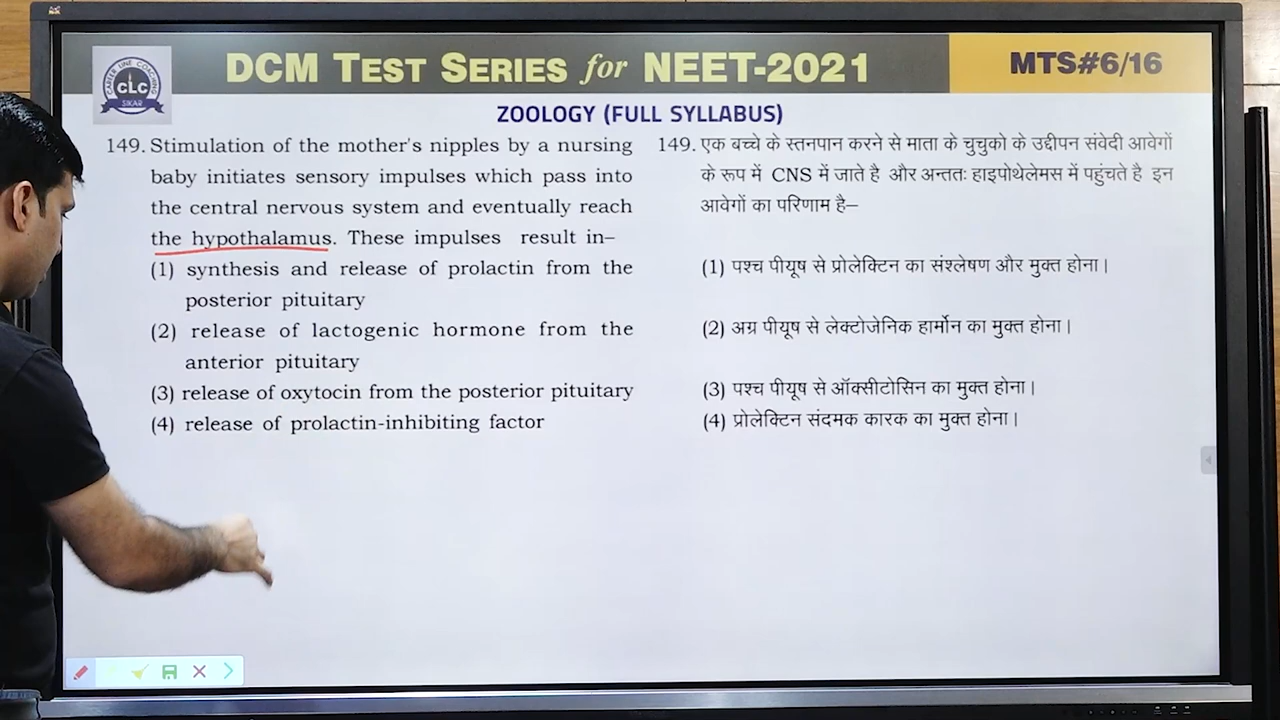 DCM TEST SERIES for NEET-2021
MTS#6/16
CAREER LINE COACHING
CLC
SIKAR
ZOOLOGY (FULL SYLLABUS)
149. Stimulation of the mother's nipples by a nursing
baby initiates sensory impulses which pass into
the central nervous system and eventually reach
the hypothalamus. These impulses result in–
(1) synthesis and release of prolactin from the
posterior pituitary
(2) release of lactogenic hormone from the
anterior pituitary
(3) release of oxytocin from the posterior pituitary
(4) release of prolactin-inhibiting factor
149. एक बच्चे के स्तनपान करने से माता के चुचुको के उद्दीपन संवेदी आवेगों
के रूप में CNS में जाते है और अन्ततः हाइपोथेलेमस में पहुंचते है इन
आवेगों का परिणाम है–
(1) पश्च पीयूष से प्रोलेक्टिन का संश्लेषण और मुक्त होना।
(2) अग्र पीयूष से लेक्टोजेनिक हार्मोन का मुक्त होना।
(3) पश्च पीयूष से ऑक्सीटोसिन का मुक्त होना।
(4) प्रोलेक्टिन संदमक कारक का मुक्त होना।